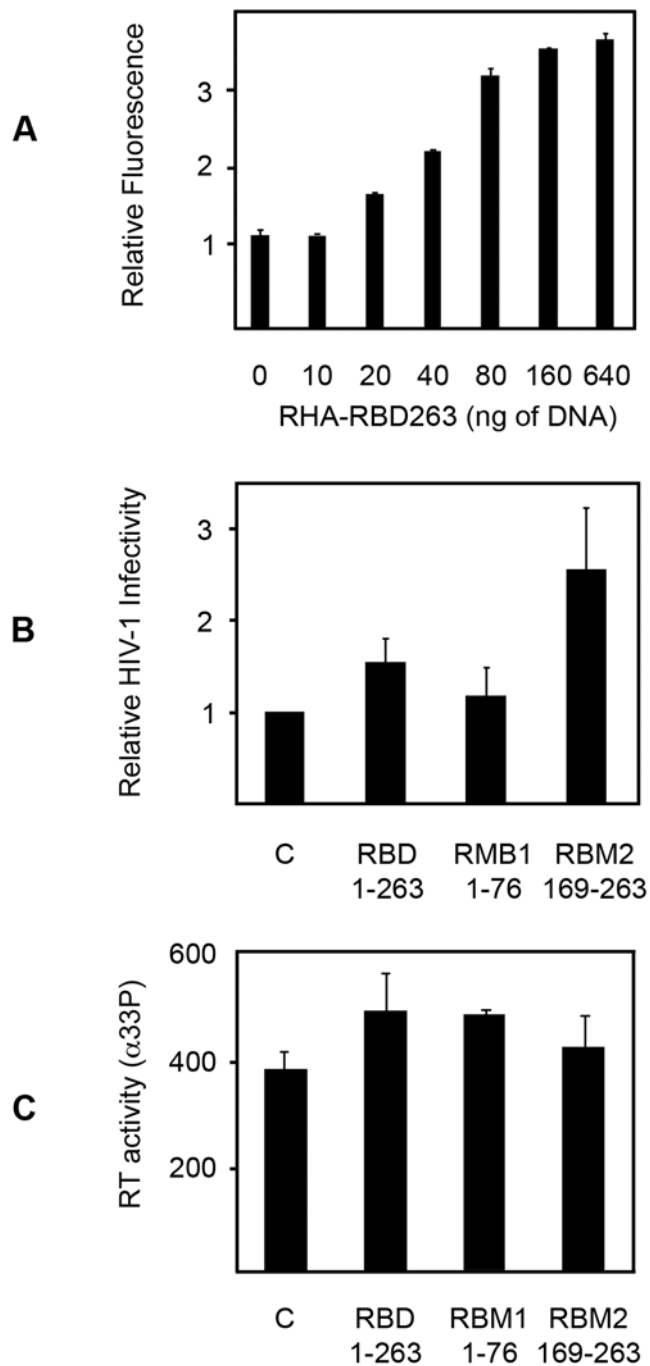 A
Relative Fluorescence
3
2
1
0 10 20 40 80 160 640
RHA-RBD263 (ng of DNA)
B
Relative HIV-1 Infectivity
3
2
1
C RBD RMB1 RBM2
1-263 1-76 169-263
C
RT activity (α33P)
600
400
200
C RBD RBM1 RBM2
1-263 1-76 169-263